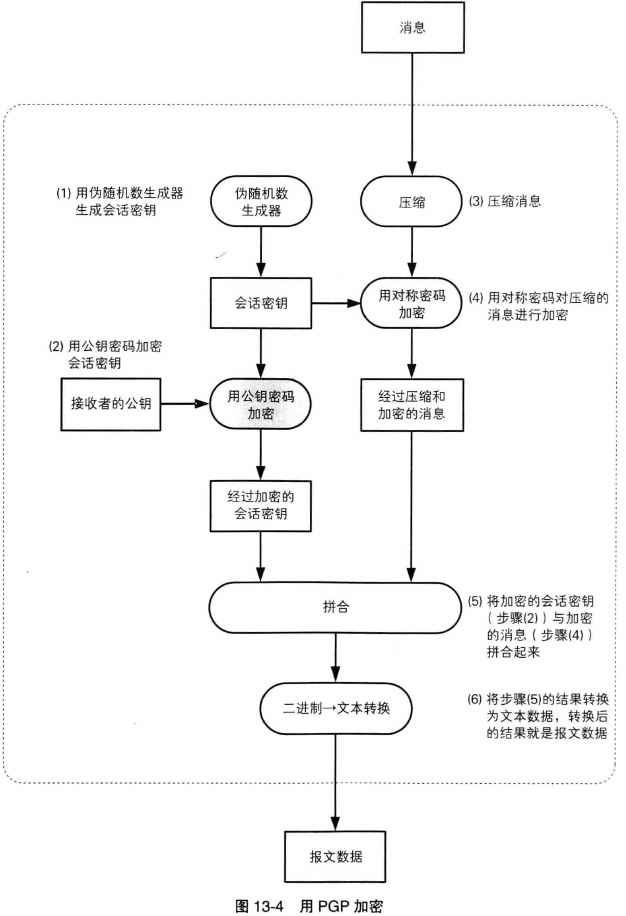 消息
(1) 用伪随机数生成器
生成会话密钥
伪随机数
生成器
压缩
(3) 压缩消息
会话密钥
用对称密码
加密
(4) 用对称密码对压缩的
消息进行加密
(2) 用公钥密码加密
会话密钥
接收者的公钥
用公钥密码
加密
经过压缩和
加密的消息
经过加密的
会话密钥
拼合
(5) 将加密的会话密钥
（步骤(2)）与加密
的消息（步骤(4)）
拼合起来
二进制→文本转换
(6) 将步骤(5)的结果转换
为文本数据，转换后
的结果就是报文数据
报文数据
图 13-4 用 PGP 加密